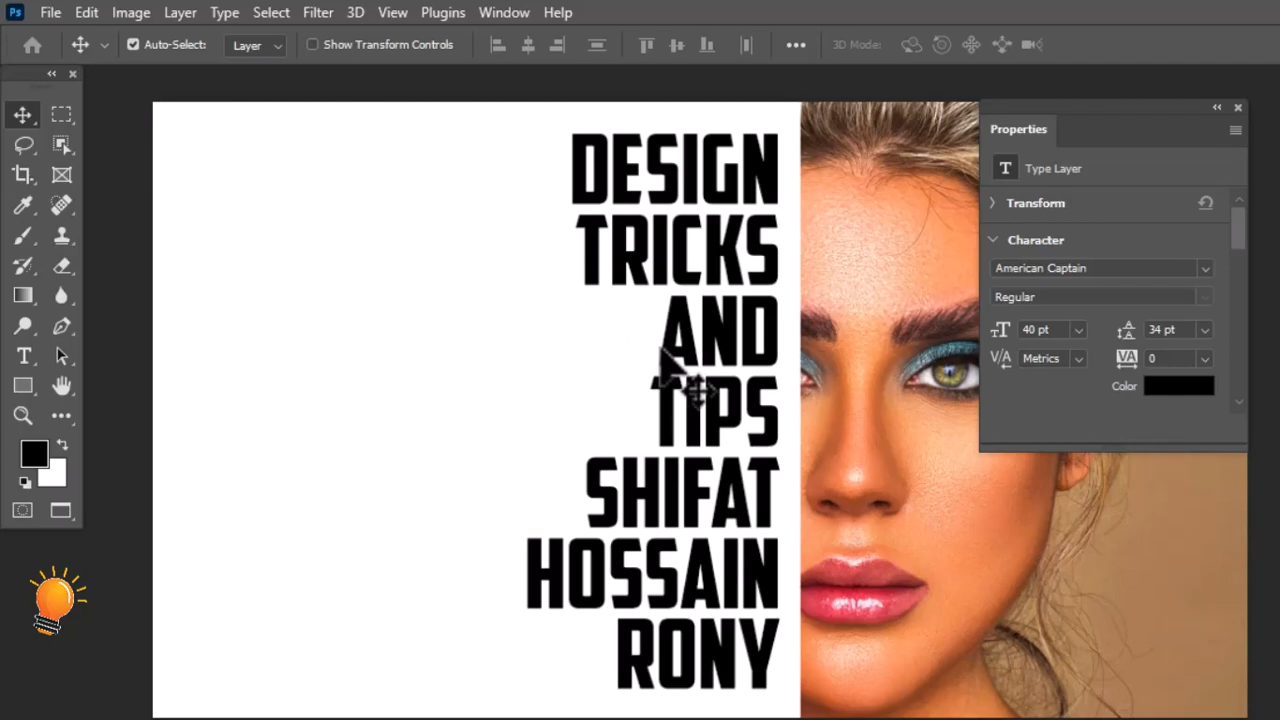 Ps File Edit Image Layer Type Select Filter 3D View Plugins Window Help
Auto-Select: Layer Show Transform Controls 3D Mode:
Properties
T Type Layer
Transform
Character
American Captain
Regular
40 pt 34 pt
Metrics 0
Color
DESIGN
TRICKS
AND
TIPS
SHIFAT
HOSSAIN
RONY